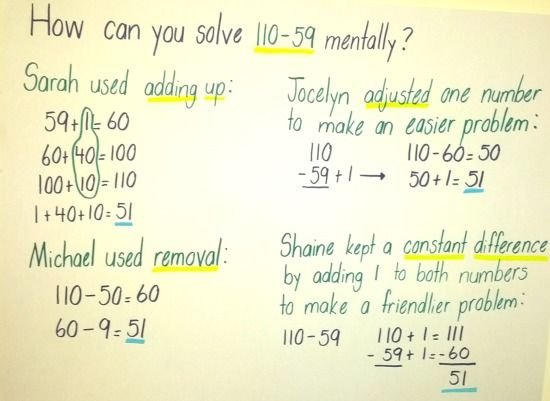 How can you solve 110-59 mentally?
Sarah used adding up:
59+1=60
60+40=100
100+10=110
1+40+10=51
Jocelyn adjusted one number
to make an easier problem:
110
-59+1→ 110-60=50
50+1=51
Michael used removal:
110-50=60
60-9=51
Shaine kept a constant difference
by adding 1 to both numbers
to make a friendlier problem:
110-59 110+1=111
-59+1=-60
51